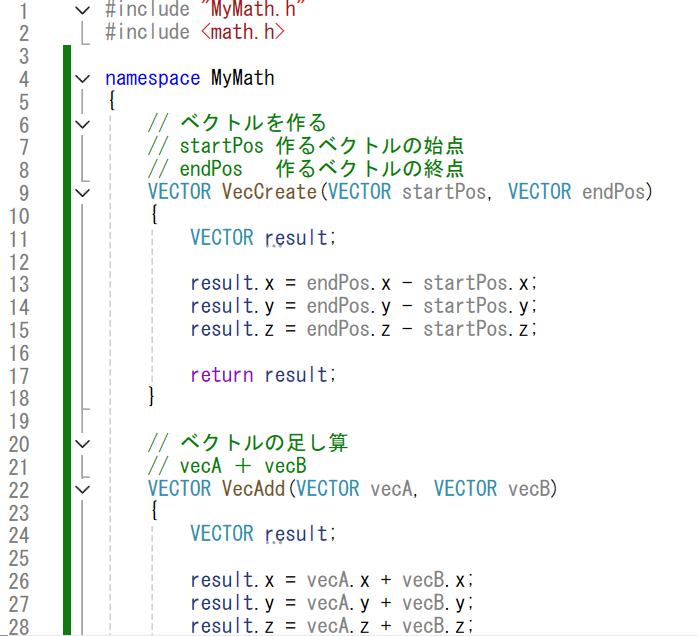 1 #include "MyMath.h"
2 #include <math.h>
3
4 namespace MyMath
5 {
6 // ベクトルを作る
7 // startPos 作るベクトルの始点
8 // endPos 作るベクトルの終点
9 VECTOR VecCreate(VECTOR startPos, VECTOR endPos)
10 {
11 VECTOR result;
12
13 result.x = endPos.x - startPos.x;
14 result.y = endPos.y - startPos.y;
15 result.z = endPos.z - startPos.z;
16
17 return result;
18 }
19
20 // ベクトルの足し算
21 // vecA + vecB
22 VECTOR VecAdd(VECTOR vecA, VECTOR vecB)
23 {
24 VECTOR result;
25
26 result.x = vecA.x + vecB.x;
27 result.y = vecA.y + vecB.y;
28 result.z = vecA.z + vecB.z;